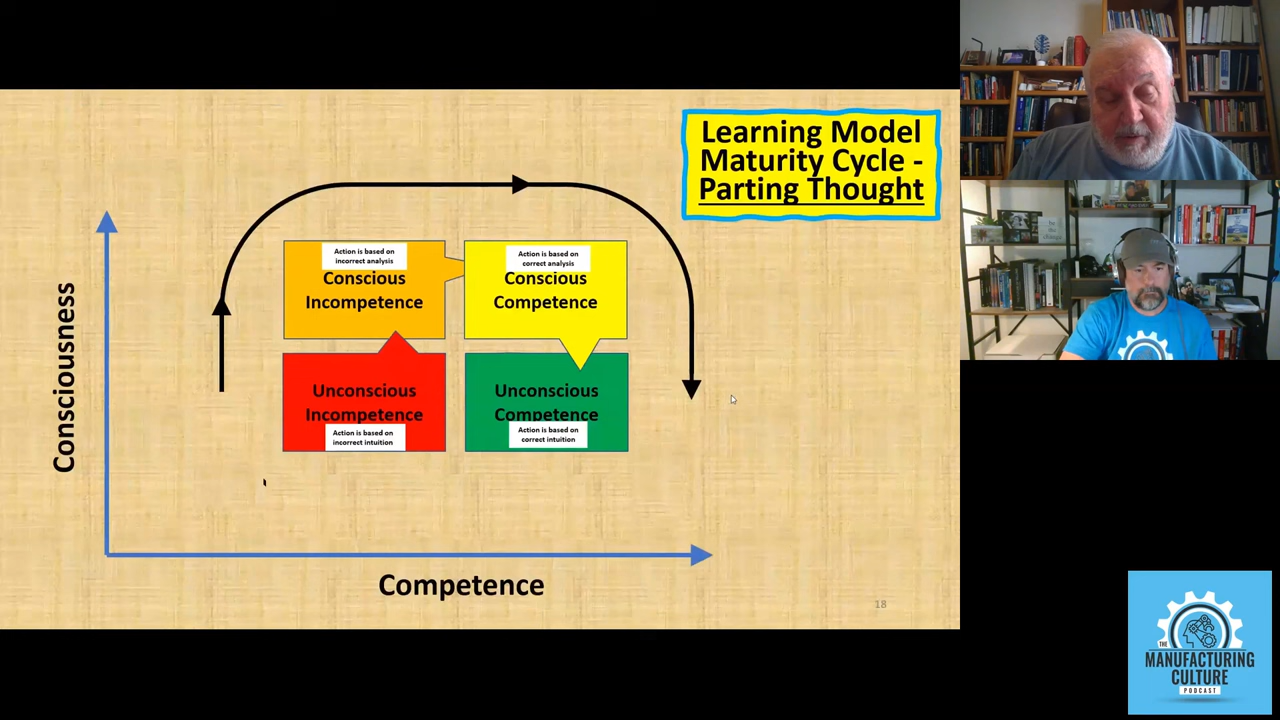 Learning Model
Maturity Cycle -
Parting Thought
Consciousness
Action is based on
incorrect analysis
Conscious
Incompetence
Action is based on
correct analysis
Conscious
Competence
Unconscious
Incompetence
Action is based on
incorrect intuition
Unconscious
Competence
Action is based on
correct intuition
Competence
18
THE
MANUFACTURING
CULTURE
PODCAST